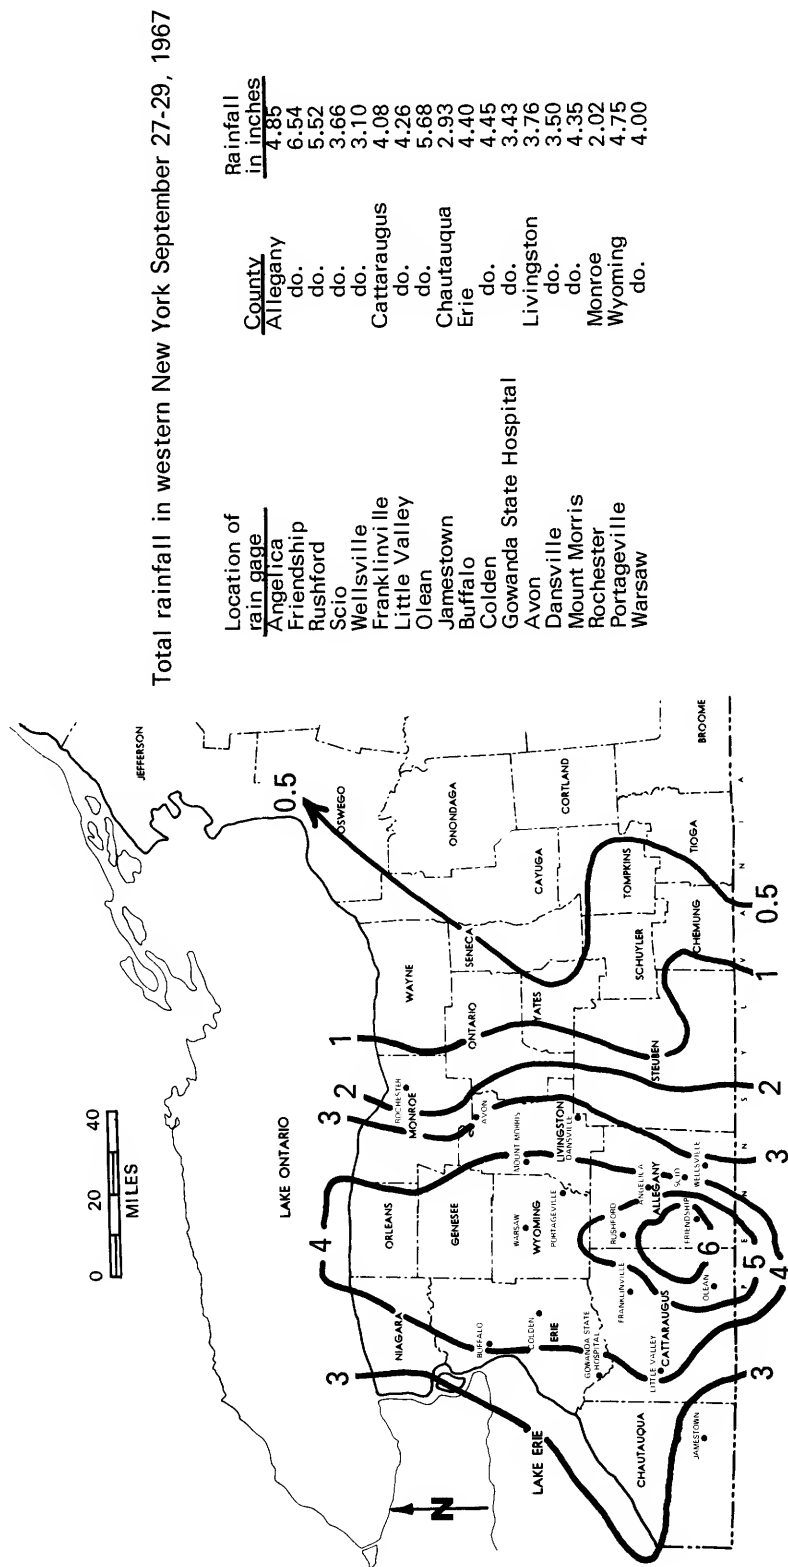 Total rainfall in western New York September 27-29, 1967
Location of rain gage County Rainfall in inches
Angelica Allegany 4.85
Friendship do. 6.54
Rushford do. 5.52
Scio do. 3.66
Wellsville do. 3.10
Franklinville Cattaraugus 4.08
Little Valley do. 4.26
Olean do. 5.68
Jamestown Chautauqua 2.93
Buffalo Erie 4.40
Colden do. 4.45
Gowanda State Hospital do. 3.43
Avon Livingston 3.76
Dansville do. 3.50
Mount Morris do. 4.35
Rochester Monroe 2.02
Portageville Wyoming 4.75
Warsaw do. 4.00
0 20 40
MILES
N
JEFFERSON
LAKE ONTARIO
0.5
OSWEGO
3
4
3
2
1
NIAGARA
ORLEANS
ROCHESTER
MONROE
WAYNE
GENESEE
ONONDAGA
BUFFALO
AVON
ONTARIO
SENECA
LAKE ERIE
COLDEN
ERIE
WARSAW
WYOMING
PORTAGEVILLE
MOUNT MORRIS
LIVINGSTON
DANSVILLE
YATES
CAYUGA
CORTLAND
GOWANDA STATE
HOSPITAL
CHAUTAUQUA
LITTLE VALLEY
CATTARAUGUS
FRANKLINVILLE
RUSHFORD
ANGELICA
ALLEGANY
SCIO
STEUBEN
SCHUYLER
TOMPKINS
JAMESTOWN
OLEAN
6
FRIENDSHIP
WELLSVILLE
CHEMUNG
TIOGA
BROOME
PENNSYLVANIA
3
4
5
3
2
1
0.5